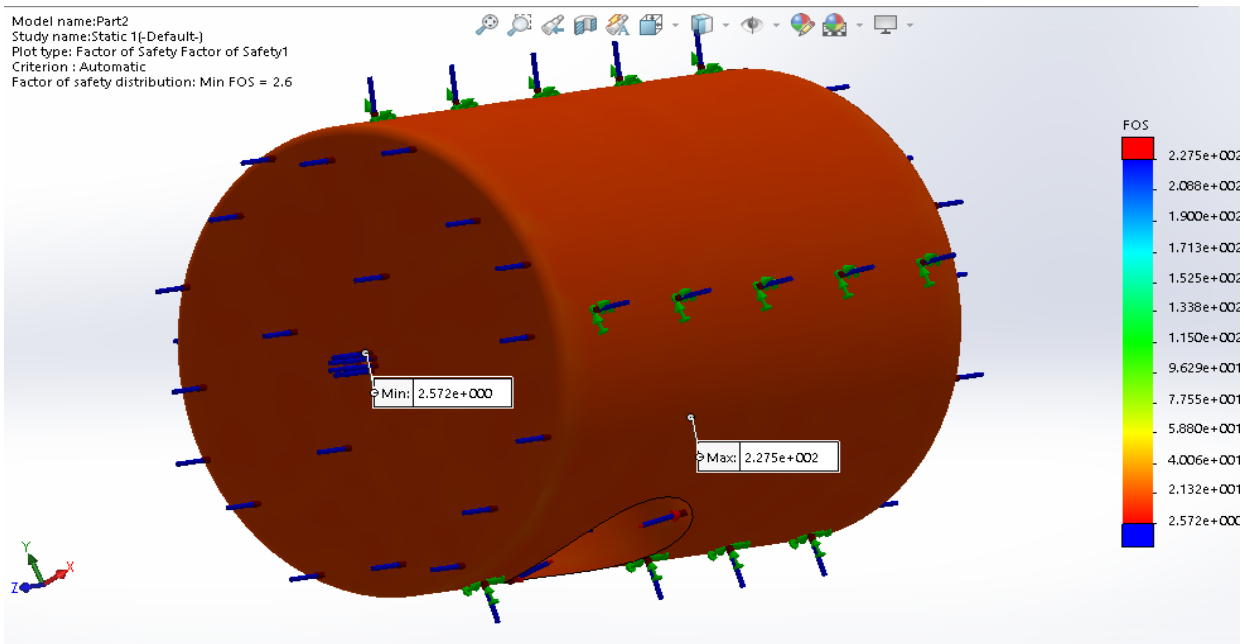 Model name:Part2
Study name:Static 1(-Default-)
Plot type: Factor of Safety Factor of Safety1
Criterion : Automatic
Factor of safety distribution: Min FOS = 2.6
FOS
2.275e+002
2.088e+002
1.900e+002
1.713e+002
1.525e+002
1.338e+002
1.150e+002
9.629e+001
7.755e+001
5.880e+001
4.006e+001
2.132e+001
2.572e+000
Min: 2.572e+000
Max: 2.275e+002
Y
X
Z